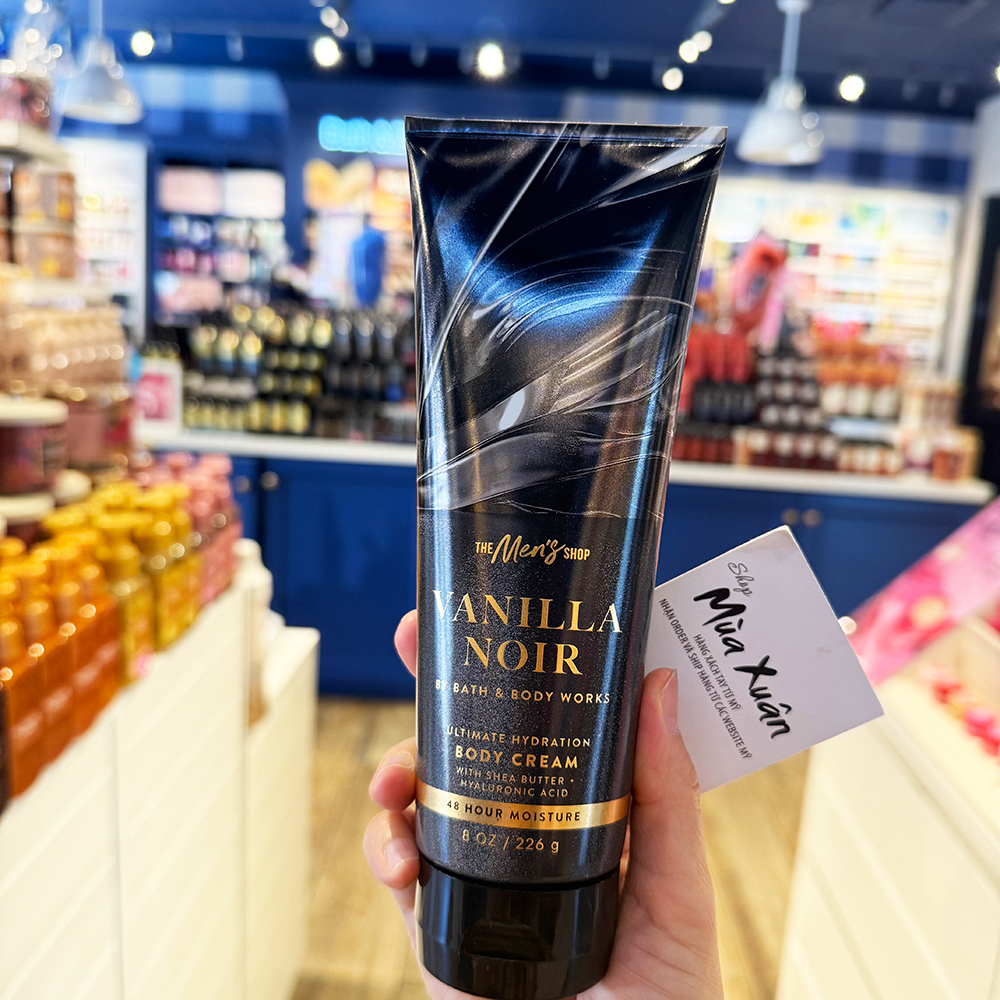 THE Men's SHOP
VANILLA
NOIR
BY BATH & BODY WORKS
ULTIMATE HYDRATION
BODY CREAM
WITH SHEA BUTTER +
HYALURONIC ACID
48 HOUR MOISTURE
8 OZ / 226 g
Shop
Mùa Xuân
HÀNG XÁCH TAY TỪ MỸ
NHẬN ORDER VÀ SHIP HÀNG TỪ CÁC WEBSITE MỸ